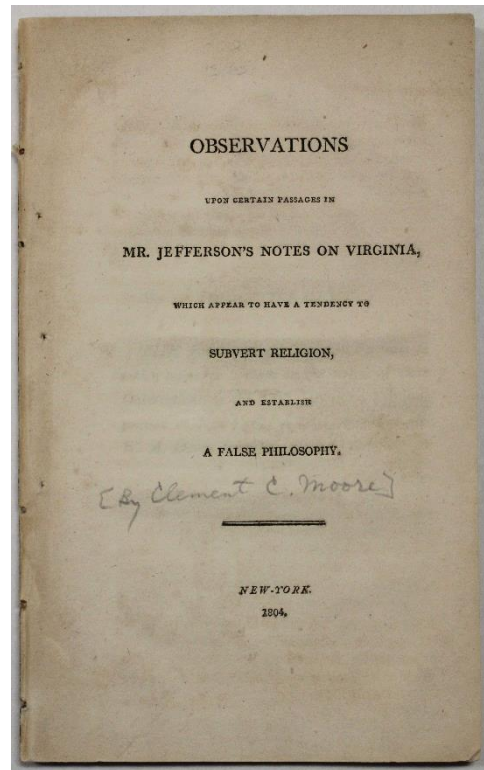 OBSERVATIONS
UPON CERTAIN PASSAGES IN
MR. JEFFERSON'S NOTES ON VIRGINIA,
WHICH APPEAR TO HAVE A TENDENCY TO
SUBVERT RELIGION,
AND ESTABLISH
A FALSE PHILOSOPHY.
[By Clement C. Moore]
NEW-YORK.
1804.